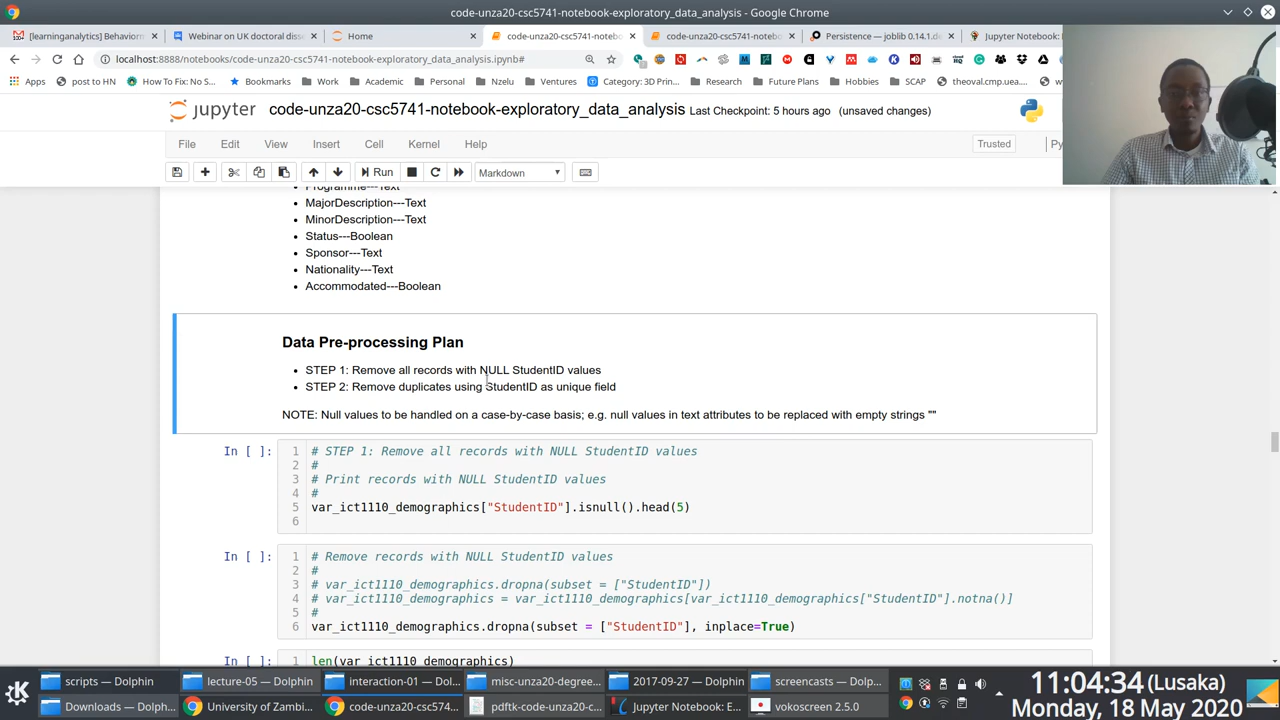 code-unza20-csc5741-notebook-exploratory_data_analysis - Google Chrome
[learninganalytics] Behaviorm
Webinar on UK doctoral disse
Home
code-unza20-csc5741-noteb
code-unza20-csc5741-noteb
Persistence — joblib 0.14.1.de
Jupyter Notebook:
localhost:8888/notebooks/code-unza20-csc5741-notebook-exploratory_data_analysis.ipynb#
Apps
post to HN
How To Fix: No
Bookmarks
Work
Academic
Personal
Nzelu
Ventures
Category: 3D Prin...
Research
Future Plans
Hobbies
SCAP
theoval.cmp.uea....
jupyter
code-unza20-csc5741-notebook-exploratory_data_analysis Last Checkpoint: 5 hours ago (unsaved changes)
File Edit View Insert Cell Kernel Help
Trusted
Run
Markdown
Programme---Text
MajorDescription---Text
MinorDescription---Text
Status---Boolean
Sponsor---Text
Nationality---Text
Accommodated---Boolean
Data Pre-processing Plan
STEP 1: Remove all records with NULL StudentID values
STEP 2: Remove duplicates using StudentID as unique field
NOTE: Null values to be handled on a case-by-case basis; e.g. null values in text attributes to be replaced with empty strings ""
In [ ]:
1 # STEP 1: Remove all records with NULL StudentID values
2 #
3 # Print records with NULL StudentID values
4 #
5 var_ict1110_demographics["StudentID"].isnull().head(5)
6
In [ ]:
1 # Remove records with NULL StudentID values
2 #
3 # var_ict1110_demographics.dropna(subset = ["StudentID"])
4 # var_ict1110_demographics = var_ict1110_demographics[var_ict1110_demographics["StudentID"].notna()]
5 #
6 var_ict1110_demographics.dropna(subset = ["StudentID"], inplace=True)
In [ ]:
1 len(var_ict1110_demographics)
scripts — Dolphin
lecture-05 — Dolphin
interaction-01 — Dol...
misc-unza20-degree...
2017-09-27 — Dolphin
screencasts — Dolphin
Downloads — Dolph...
University of Zambi...
code-unza20-csc574...
pdftk-code-unza20-c...
Jupyter Notebook: E...
vokoscreen 2.5.0
11:04:34 (Lusaka)
Monday, 18 May 2020